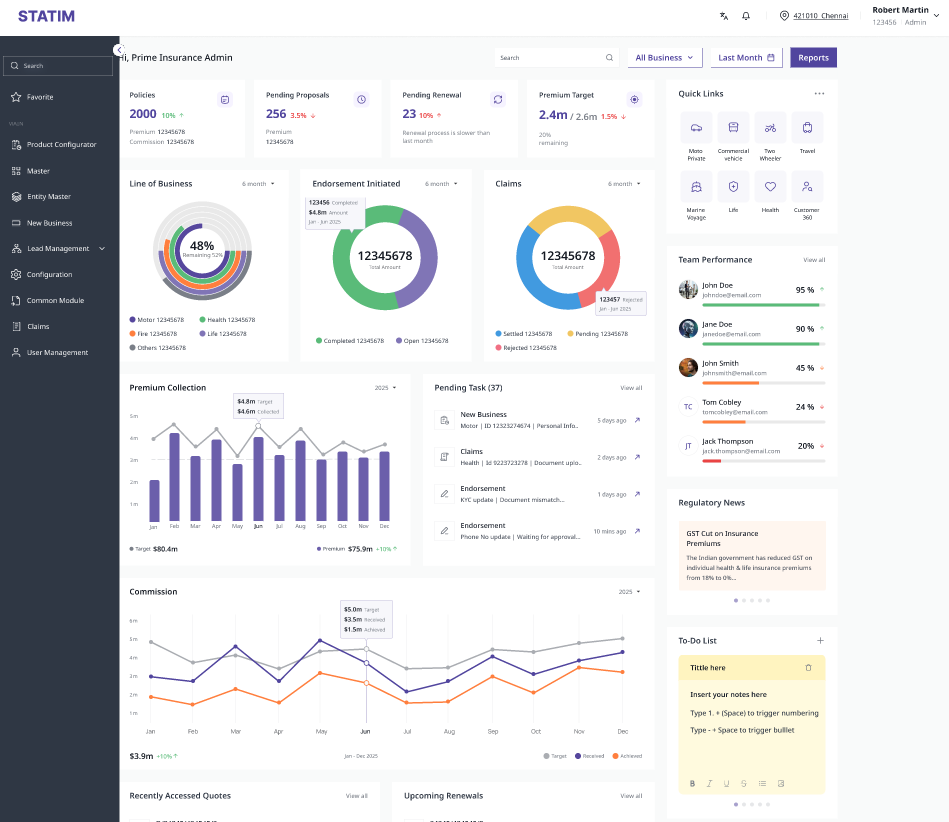 STATIM
421010 Chennai
Robert Martin
123456 Admin
Search
Favorite
MAIN
Product Configurator
Master
Entity Master
New Business
Lead Management
Configuration
Common Module
Claims
User Management
Hi, Prime Insurance Admin
Search
All Business
Last Month
Reports
Policies
2000 10% ↑
Premium 12345678
Commission 12345678
Pending Proposals
256 3.5% ↓
Premium
12345678
Pending Renewal
23 10% ↑
Renewal process is slower than
last month
Premium Target
2.4m / 2.6m 1.5% ↓
20%
remaining
Line of Business
6 month
48%
Remaining 52%
Motor 12345678
Health 12345678
Fire 12345678
Life 12345678
Others 12345678
Endorsement Initiated
6 month
123456 Completed
$4.8m Amount
Jan - Jun 2025
12345678
Total Amount
Completed 12345678
Open 12345678
Claims
6 month
12345678
Total Amount
123457 Rejected
Jan - Jun 2025
Settled 12345678
Pending 12345678
Rejected 12345678
Premium Collection
2025
$4.8m Target
$4.6m Collected
5m
4m
3m
2m
1m
Jan Feb Mar Apr May Jun Jul Aug Sep Oct Nov Dec
Target $80.4m
Premium $75.9m +10% ↑
Pending Task (37)
View all
New Business
Motor | ID 12323274674 | Personal Info..
5 days ago
Claims
Health | Id 9223723278 | Document uplo..
2 days ago
Endorsement
KYC update | Document mismatch...
1 days ago
Endorsement
Phone No update | Waiting for approval...
10 mins ago
Commission
2025
$5.0m Target
$3.5m Received
$1.5m Achieved
6m
5m
4m
3m
2m
1m
Jan Feb Mar Apr May Jun Jul Aug Sep Oct Nov Dec
$3.9m +10% ↑
Jan - Dec 2025
Target
Received
Achieved
Recently Accessed Quotes
View all
Upcoming Renewals
View all
Quick Links
Moto
Private
Commercial
vehicle
Two
Wheeler
Travel
Marine
Voyage
Life
Health
Customer
360
Team Performance
View all
John Doe
johndoe@email.com
95 % ↑
Jane Doe
janedoe@email.com
90 % ↑
John Smith
johnsmith@email.com
45 % ↓
TC
Tom Cobley
tomcobley@email.com
24 % ↓
JT
Jack Thompson
jack.thompson@email.com
20% ↓
Regulatory News
GST Cut on Insurance
Premiums
The Indian government has reduced GST on
individual health & life insurance premiums
from 18% to 0%...
To-Do List
Tittle here
Insert your notes here
Type 1. + (Space) to trigger numbering
Type - + Space to trigger bulllet
B I U S